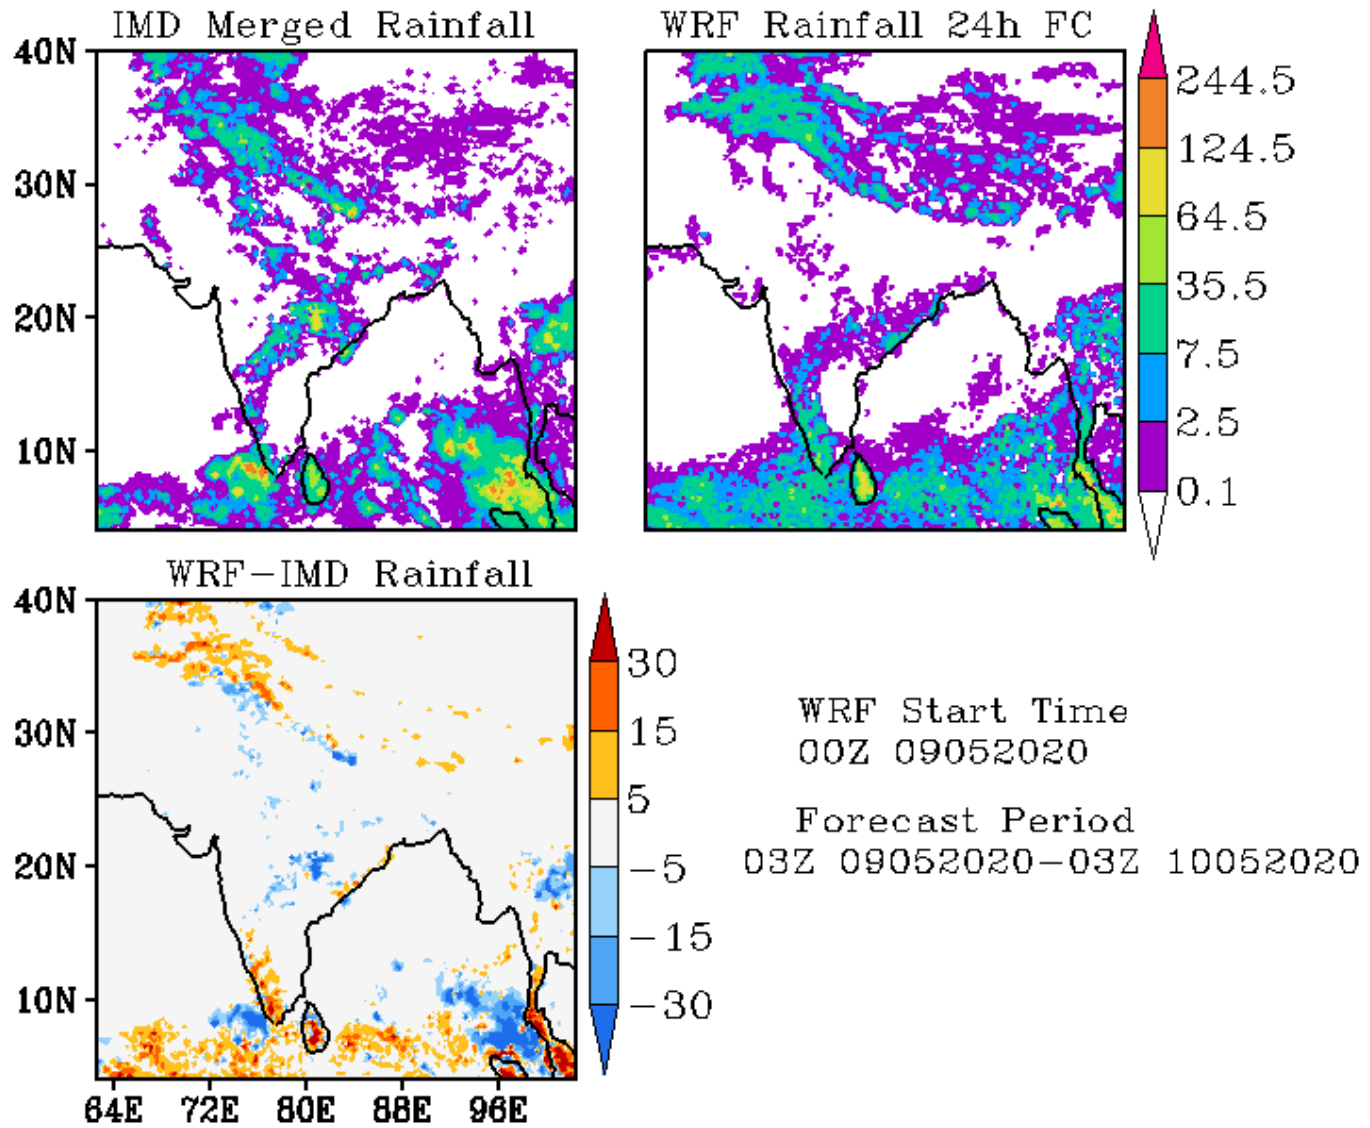 IMD Merged Rainfall
WRF Rainfall 24h FC
40N
30N
20N
10N
244.5
124.5
64.5
35.5
7.5
2.5
0.1
WRF-IMD Rainfall
40N
30N
20N
10N
64E 72E 80E 88E 96E
30
15
5
-5
-15
-30
WRF Start Time
00Z 09052020
Forecast Period
03Z 09052020-03Z 10052020